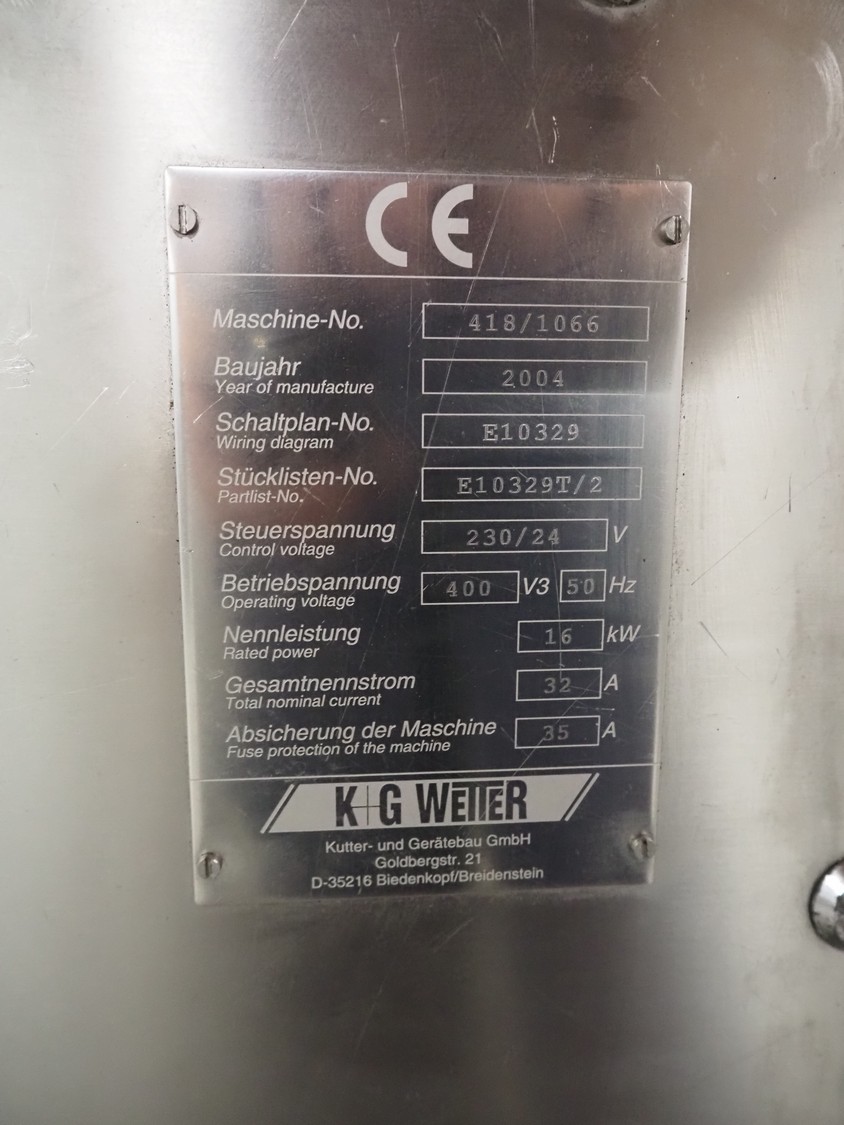 CE
Maschine-No. 418/1066
Baujahr 2004
Year of manufacture
Schaltplan-No. E10329
Wiring diagram
Stücklisten-No. E10329T/2
Partlist-No.
Steuerspannung 230/24 V
Control voltage
Betriebspannung 400 V3 50 Hz
Operating voltage
Nennleistung 16 kW
Rated power
Gesamtnennstrom 32 A
Total nominal current
Absicherung der Maschine 35 A
Fuse protection of the machine
K+G WETTER
Kutter- und Gerätebau GmbH
Goldbergstr. 21
D-35216 Biedenkopf/Breidenstein